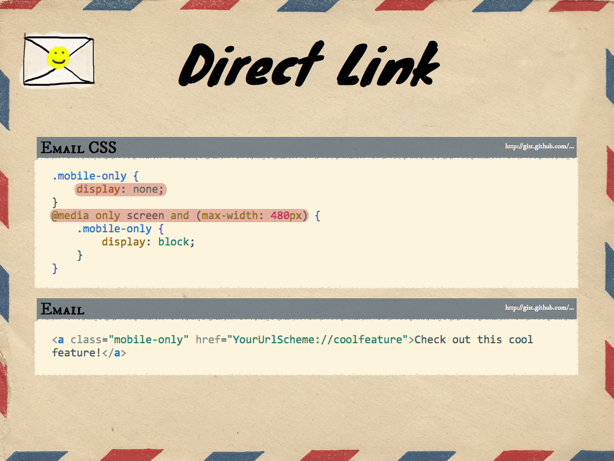 Direct Link
Email CSS
http://gist.github.com/...
.mobile-only {
    display: none;
}
@media only screen and (max-width: 480px) {
    .mobile-only {
        display: block;
    }
}
Email
http://gist.github.com/...
<a class="mobile-only" href="YourUrlScheme://coolfeature">Check out this cool
feature!</a>